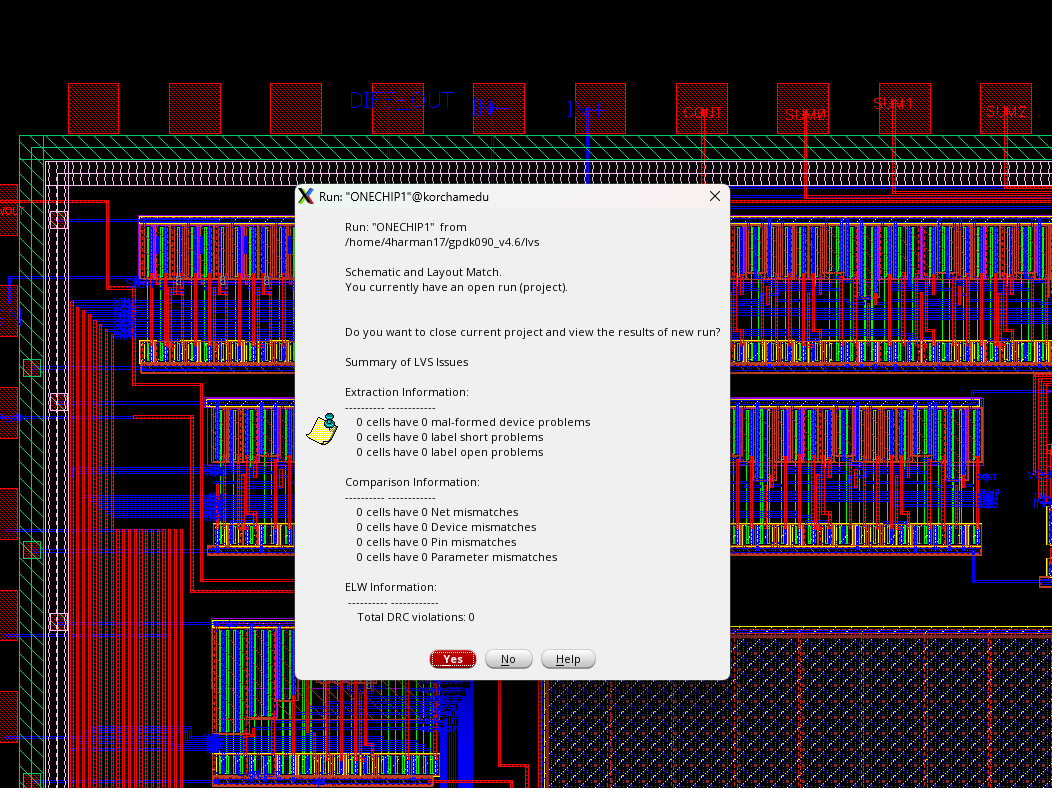 DIFF-OUT IN- IN+ COUT SUM0 SUM1 SUM2
Run: "ONECHIP1"@korchamedu
Run: "ONECHIP1" from
/home/4harman17/gpdk090_v4.6/lvs
Schematic and Layout Match.
You currently have an open run (project).
Do you want to close current project and view the results of new run?
Summary of LVS Issues
Extraction Information:
---------- ------------
0 cells have 0 mal-formed device problems
0 cells have 0 label short problems
0 cells have 0 label open problems
Comparison Information:
---------- ------------
0 cells have 0 Net mismatches
0 cells have 0 Device mismatches
0 cells have 0 Pin mismatches
0 cells have 0 Parameter mismatches
ELW Information:
---------- ------------
Total DRC violations: 0
Yes No Help